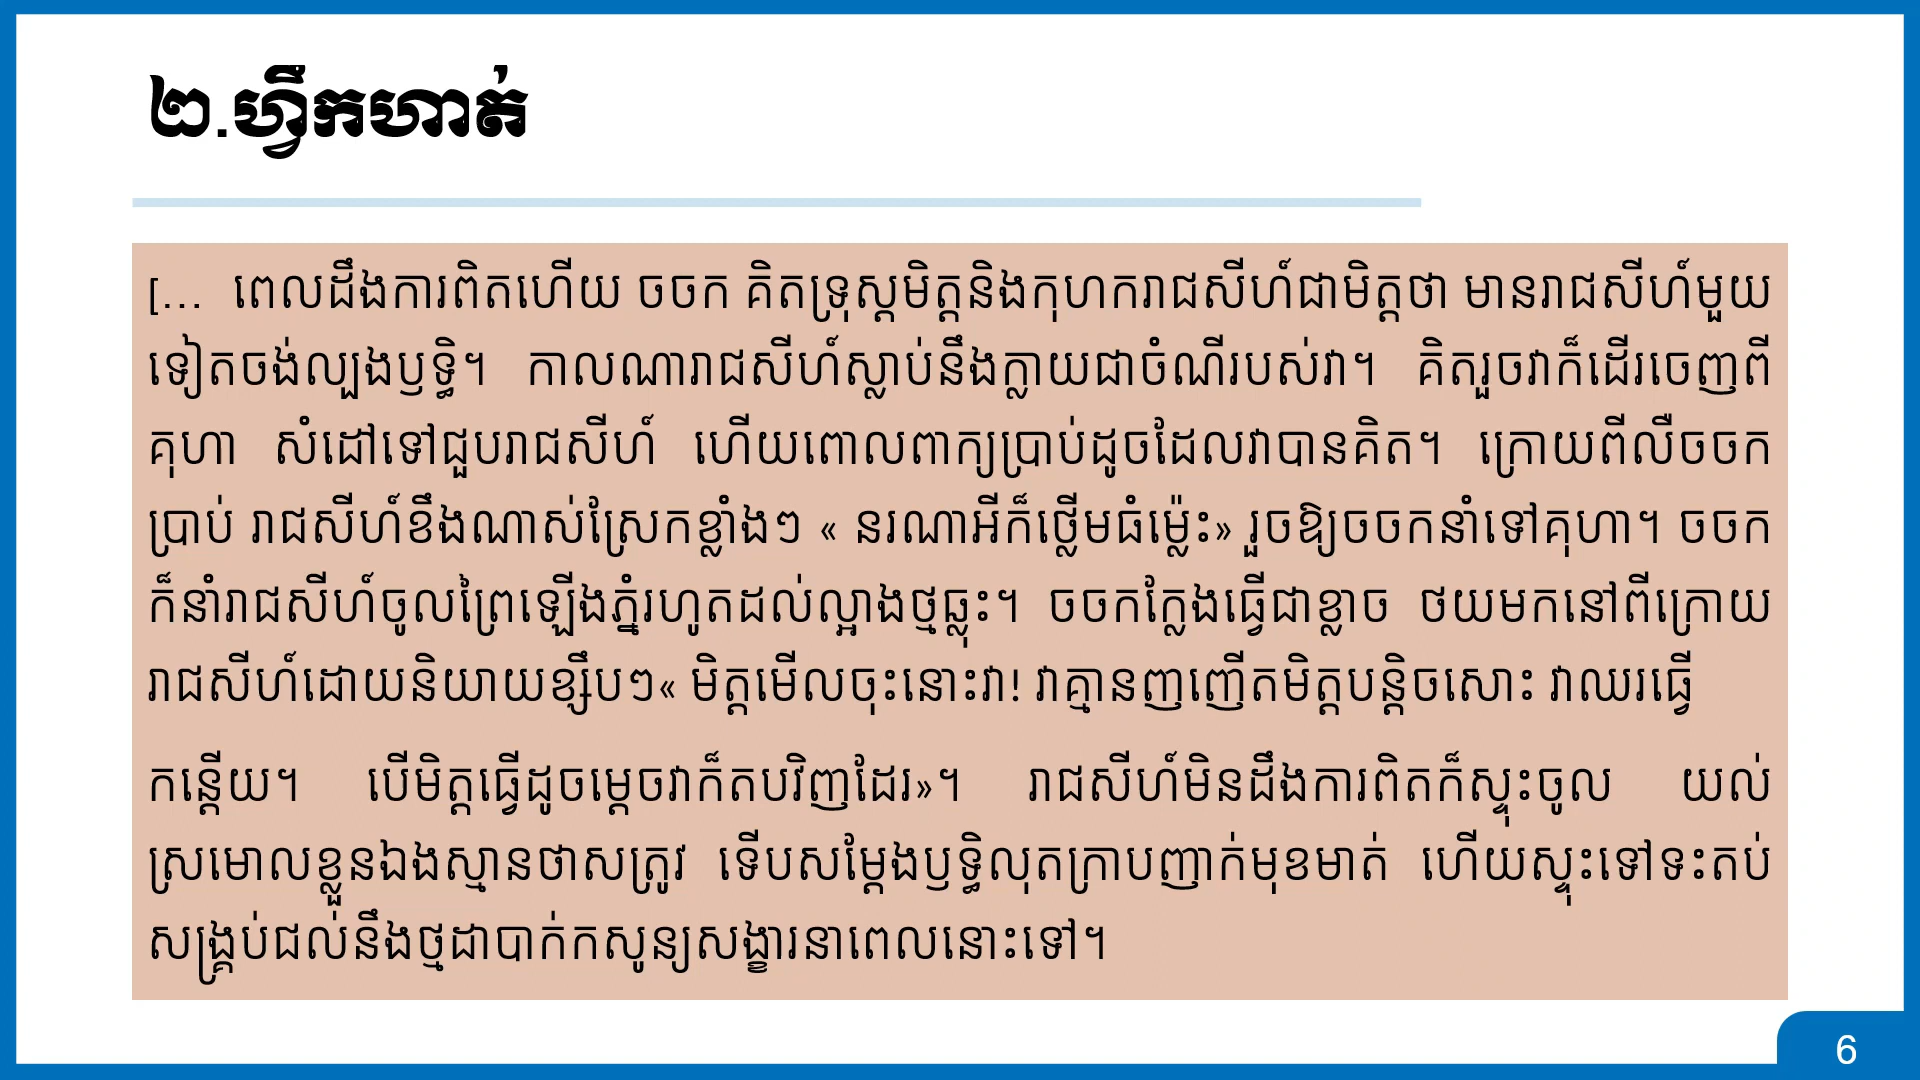 ២.ហ្វឹកហាត់
[… ពេលដឹងការពិតហើយ ចចក គិតទ្រុស្តមិត្តនិងកុហករាជសីហ៍ជាមិត្តថា មានរាជសីហ៍មួយ
ទៀតចង់ល្បងឫទ្ធិ។ កាលណារាជសីហ៍ស្លាប់នឹងក្លាយជាចំណីរបស់វា។ គិតរួចវាក៏ដើរចេញពី
គុហា សំដៅទៅជួបរាជសីហ៍ ហើយពោលពាក្យប្រាប់ដូចដែលវាបានគិត។ ក្រោយពីលឺចចក
ប្រាប់ រាជសីហ៍ខឹងណាស់ស្រែកខ្លាំងៗ « នរណាអីក៏ថ្លើមធំម្ល៉េះ» រួចឱ្យចចកនាំទៅគុហា។ ចចក
ក៏នាំរាជសីហ៍ចូលព្រៃឡើងភ្នំរហូតដល់ល្អាងថ្មឆ្លុះ។ ចចកក្លែងធ្វើជាខ្លាច ថយមកនៅពីក្រោយ
រាជសីហ៍ដោយនិយាយខ្សឹបៗ« មិត្តមើលចុះនោះវា! វាគ្មានញញើតមិត្តបន្តិចសោះ វាឈរធ្វើ
កន្តើយ។ បើមិត្តធ្វើដូចម្តេចវាក៏តបវិញដែរ»។ រាជសីហ៍មិនដឹងការពិតក៏ស្ទុះចូល យល់
ស្រមោលខ្លួនឯងស្មានថាសត្រូវ ទើបសម្តែងឫទ្ធិលុតក្រាបញាក់មុខមាត់ ហើយស្ទុះទៅទះតប់
សង្គ្រប់ជល់នឹងថ្មដាបាក់កសូន្យសង្ខារនាពេលនោះទៅ។
6